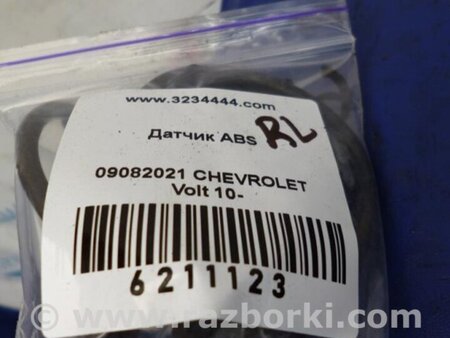 www.3234444.com
Датчик ABS RL
09082021 CHEVROLET
Volt 10-
6211123
© www.razborki.com